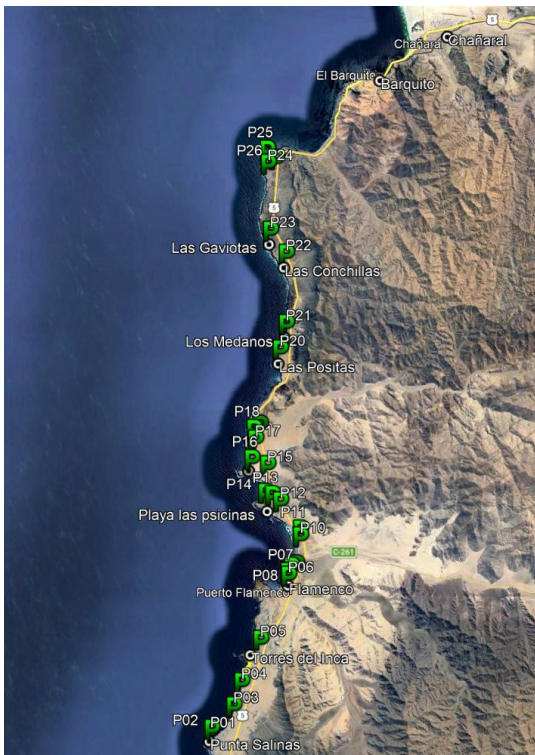 5
Chañaral
Chañaral
El Barquito
Barquito
P25
P26
P24
5
P23
Las Gaviotas
P22
Las Conchillas
P21
Los Medanos
P20
Las Positas
P18
P17
P16
P15
P13
P14
P12
Playa las psicinas
P11
P10
C-261
P07
P08
P06
Puerto Flamenco
Flamenco
P05
Torres del Inca
P04
P03
5
P02
P01
Punta Salinas